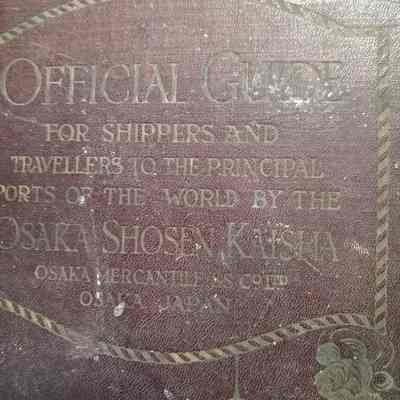 OFFICIAL GUIDE
FOR SHIPPERS AND
TRAVELLERS TO THE PRINCIPAL
PORTS OF THE WORLD BY THE
OSAKA SHOSEN KAISHA
OSAKA MERCANTILE S.S. CO. LTD
OSAKA JAPAN